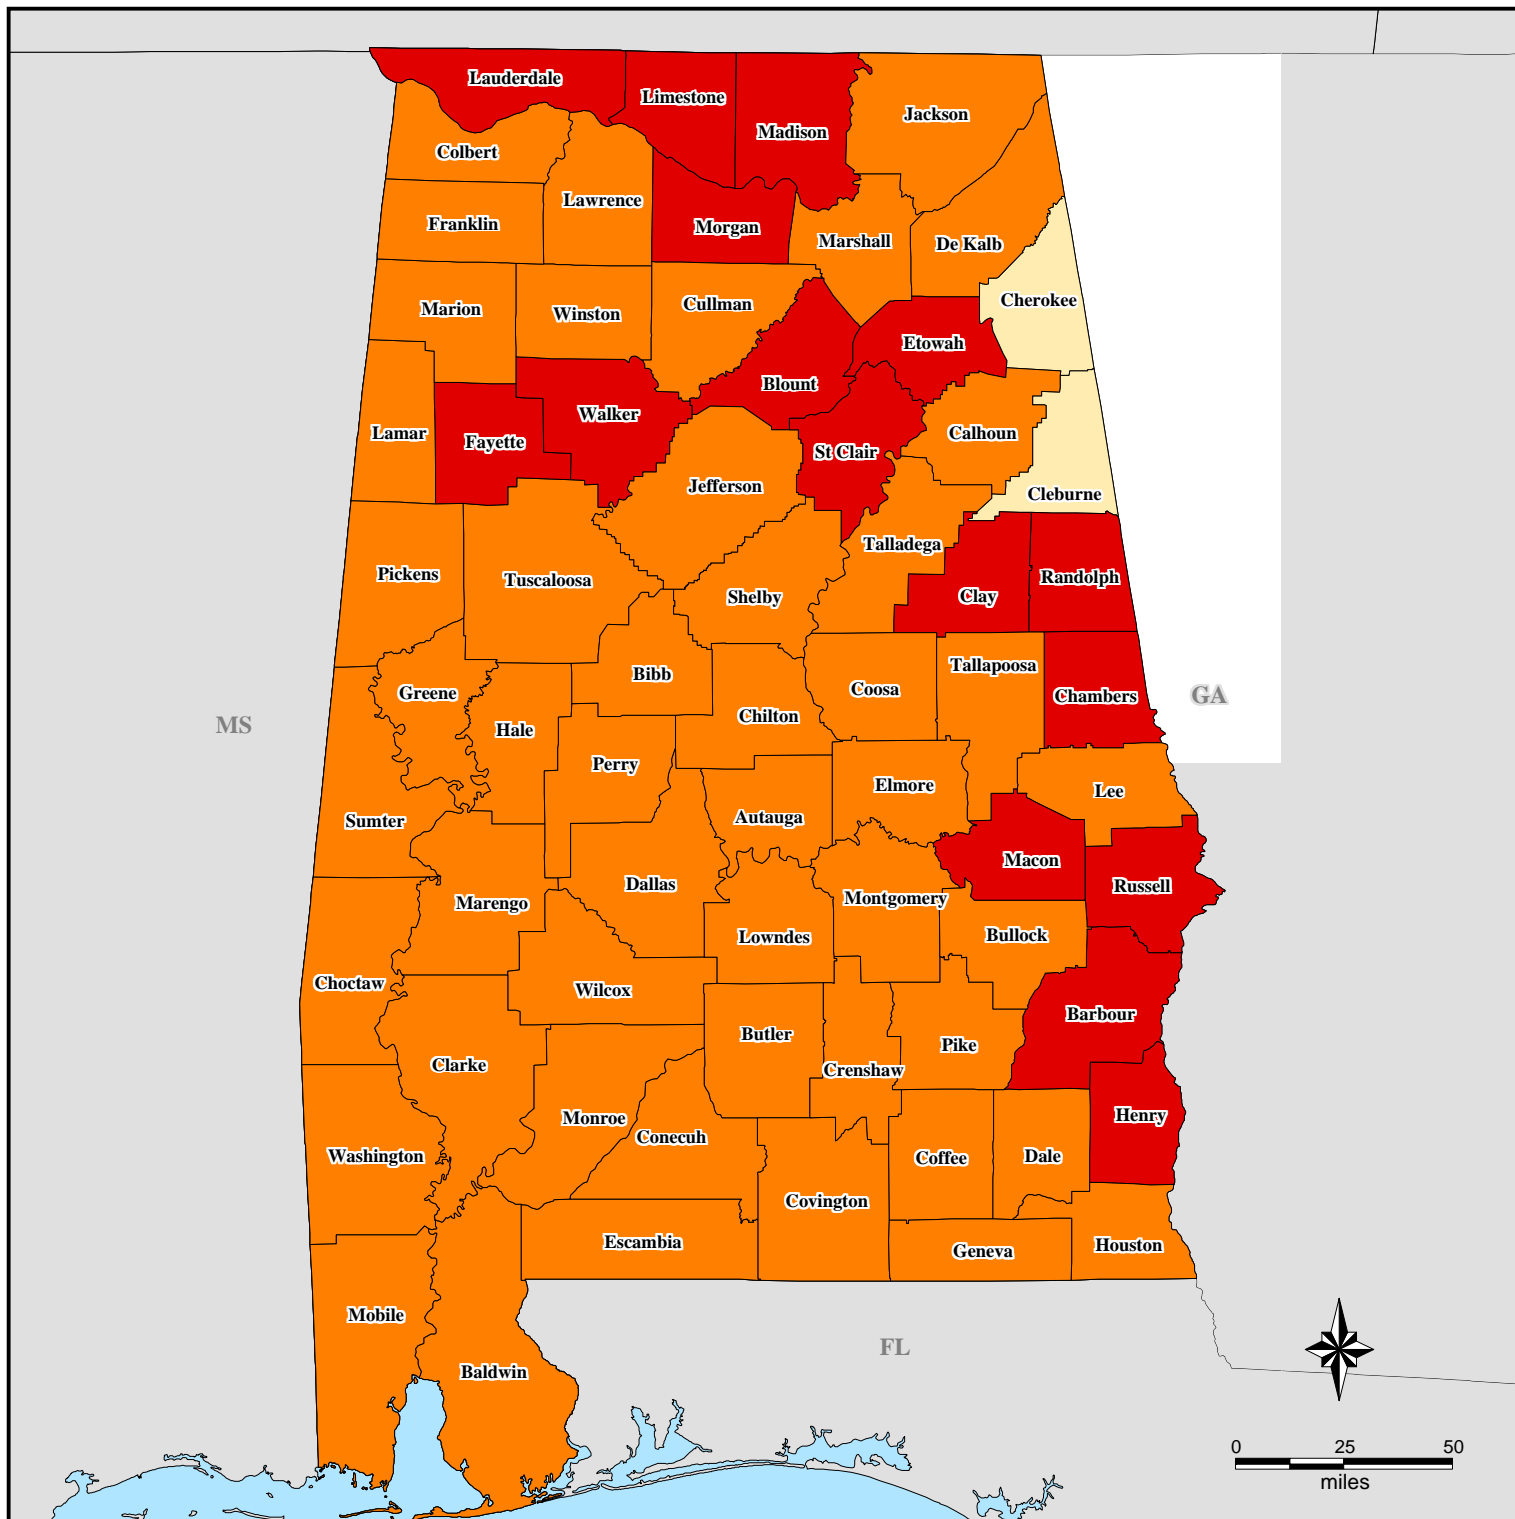 Lauderdale
Limestone
Madison
Jackson
Colbert
Lawrence
Franklin
Morgan
Marshall
De Kalb
Cherokee
Marion
Winston
Cullman
Etowah
Blount
Walker
Lamar
Fayette
St Clair
Calhoun
Jefferson
Cleburne
Talladega
Pickens
Tuscaloosa
Shelby
Clay
Randolph
Bibb
Tallapoosa
Greene
Coosa
Chambers
GA
MS
Hale
Chilton
Perry
Elmore
Lee
Sumter
Autauga
Macon
Dallas
Russell
Marengo
Montgomery
Lowndes
Bullock
Choctaw
Wilcox
Barbour
Butler
Pike
Clarke
Crenshaw
Monroe
Conecuh
Henry
Washington
Coffee
Dale
Covington
Escambia
Geneva
Houston
Mobile
FL
Baldwin
0 25 50
miles